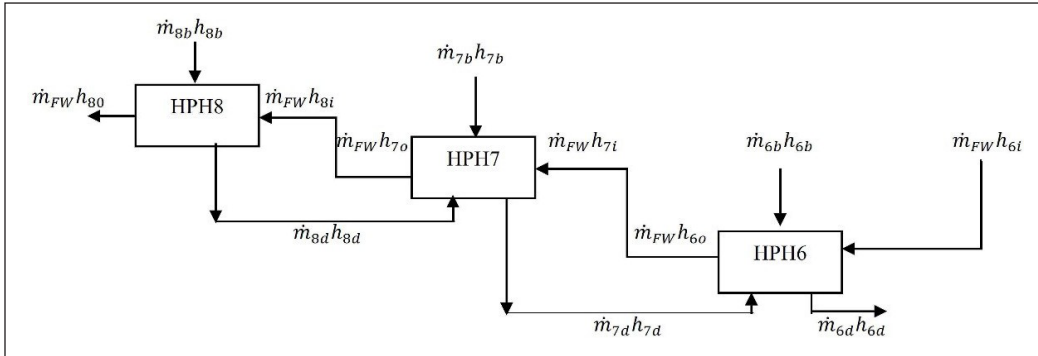 ṁ₈bh₈b
ṁ₇bh₇b
ṁFWh₈₀
HPH8
ṁFWh₈i
ṁFWh₇ₒ
HPH7
ṁFWh₇i
ṁ₆bh₆b
ṁFWh₆i
ṁ₈dh₈d
ṁFWh₆ₒ
HPH6
ṁ₇dh₇d
ṁ₆dh₆d